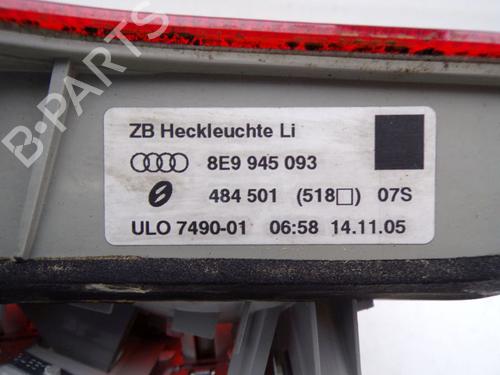 ZB Heckleuchte Li
8E9 945 093
484 501 (518□) 07S
ULO 7490-01 06:58 14.11.05
B-PARTS